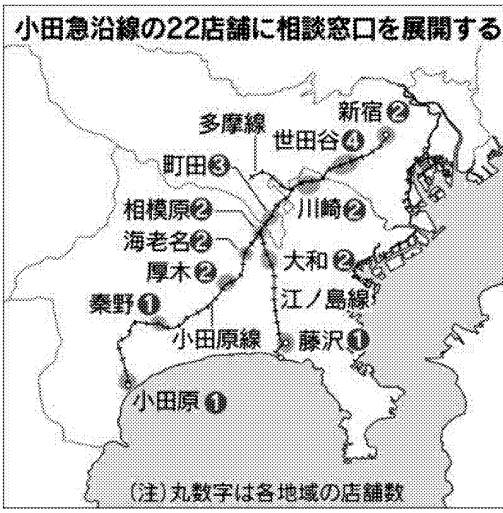 小田急沿線の22店舗に相談窓口を展開する
新宿❷
多摩線
世田谷❹
町田❸
相模原❷
川崎❷
海老名❷
厚木❷
大和❷
秦野❶
江ノ島線
小田原線
藤沢❶
小田原❶
(注)丸数字は各地域の店舗数